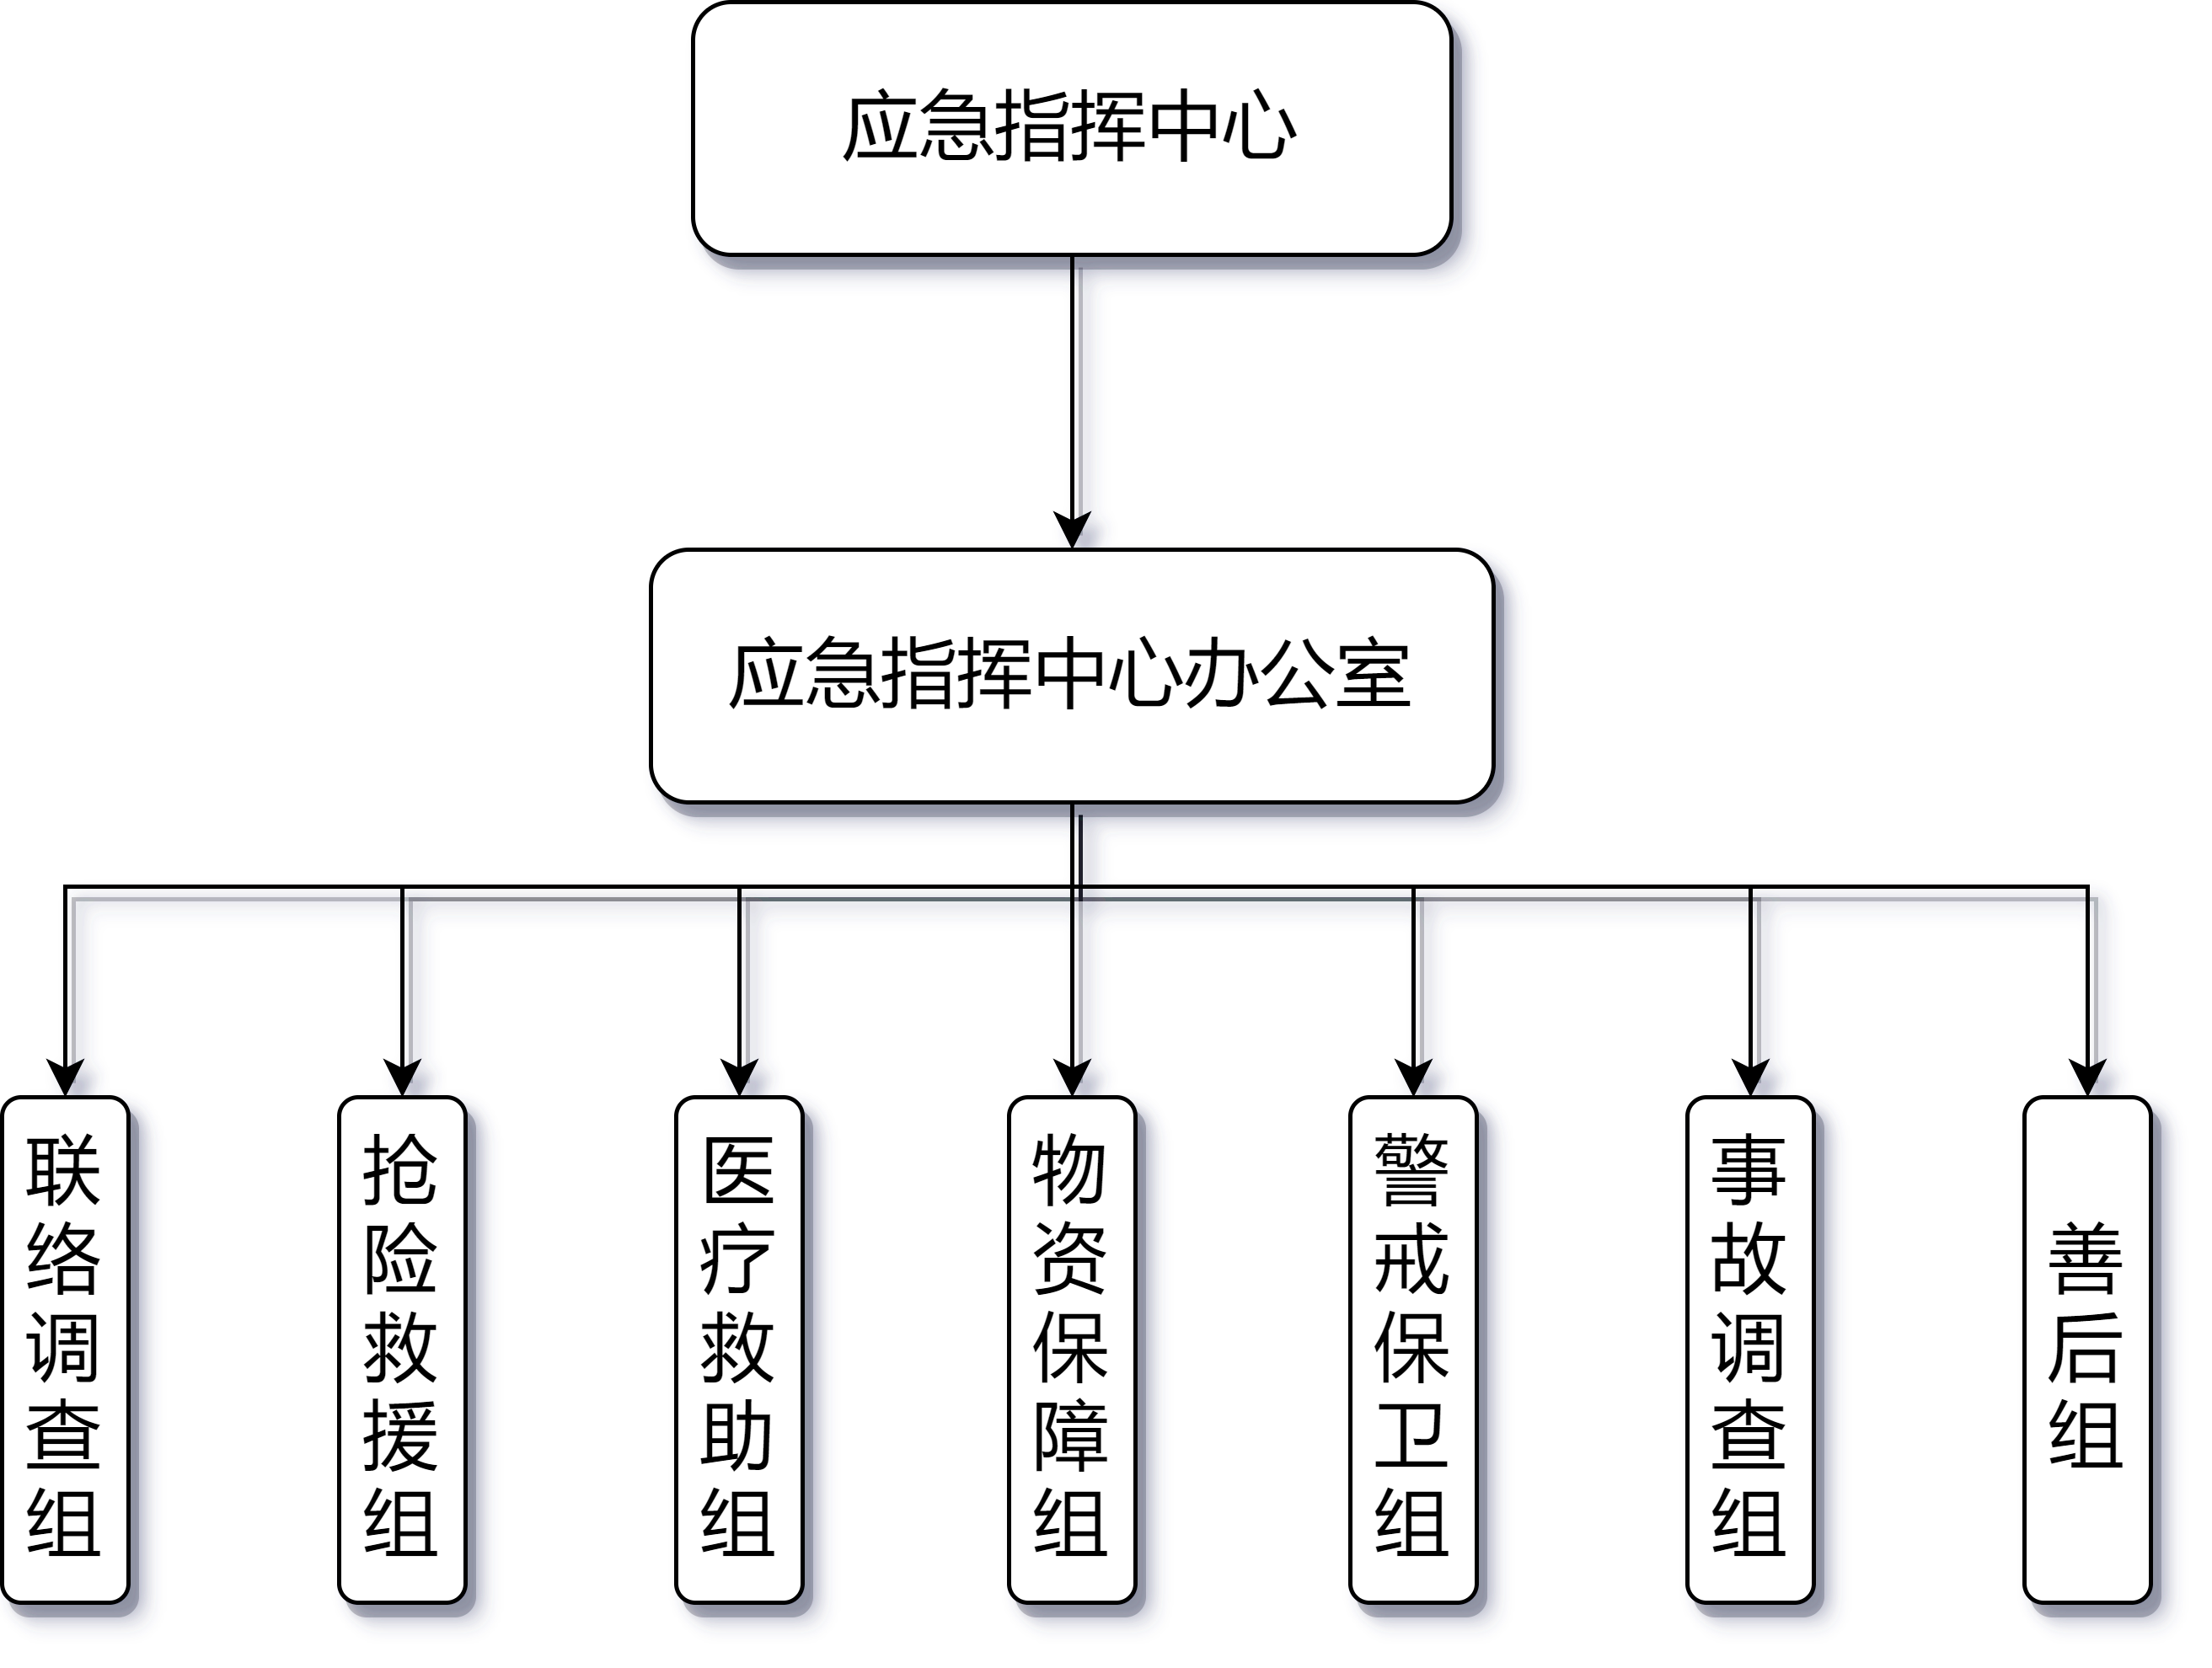 应急指挥中心
应急指挥中心办公室
联络调查组
抢险救援组
医疗救助组
物资保障组
警戒保卫组
事故调查组
善后组